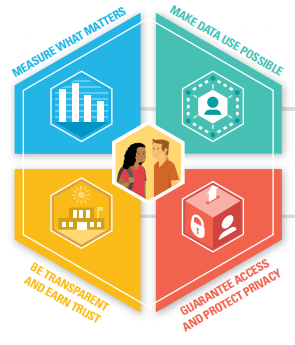 MEASURE WHAT MATTERS
MAKE DATA USE POSSIBLE
BE TRANSPARENT
AND EARN TRUST
GUARANTEE ACCESS
AND PROTECT PRIVACY